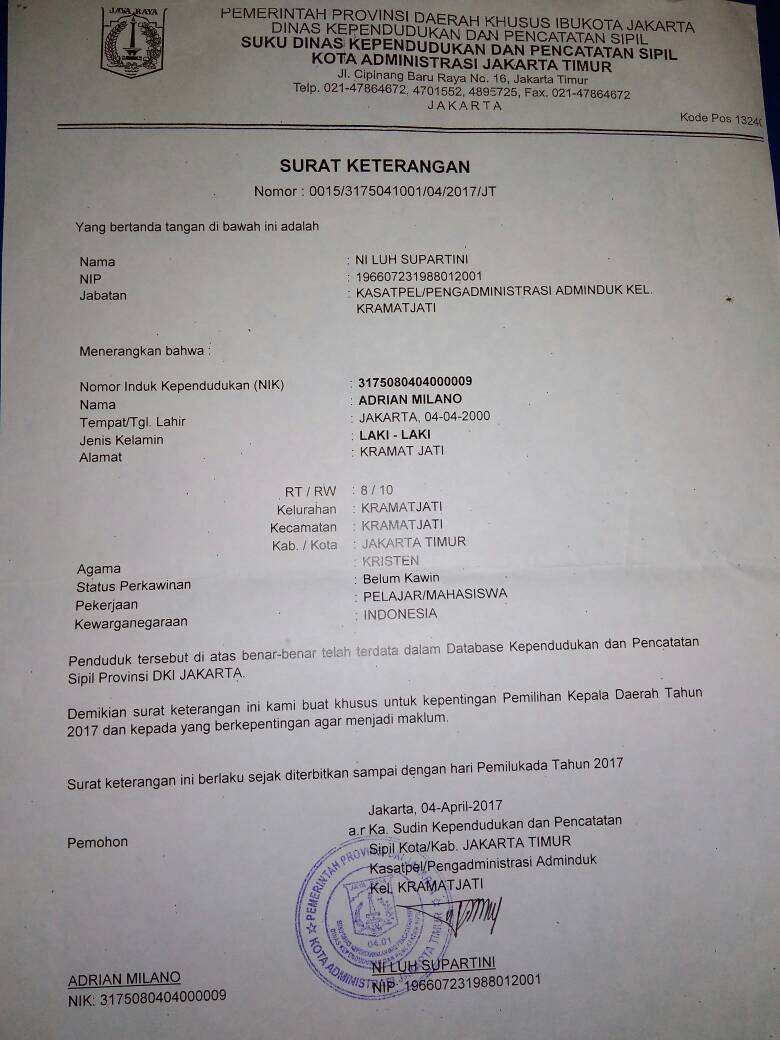 JAYA RAYA
PEMERINTAH PROVINSI DAERAH KHUSUS IBUKOTA JAKARTA
DINAS KEPENDUDUKAN DAN PENCATATAN SIPIL
SUKU DINAS KEPENDUDUKAN DAN PENCATATAN SIPIL
KOTA ADMINISTRASI JAKARTA TIMUR
Jl. Cipinang Baru Raya No. 16, Jakarta Timur
Telp. 021-47864672, 4701552, 4895725, Fax. 021-47864672
JAKARTA
Kode Pos 13240
SURAT KETERANGAN
Nomor : 0015/3175041001/04/2017/JT
Yang bertanda tangan di bawah ini adalah
Nama : NI LUH SUPARTINI
NIP : 196607231988012001
Jabatan : KASATPEL/PENGADMINISTRASI ADMINDUK KEL.
KRAMATJATI
Menerangkan bahwa :
Nomor Induk Kependudukan (NIK) : 3175080404000009
Nama : ADRIAN MILANO
Tempat/Tgl. Lahir : JAKARTA, 04-04-2000
Jenis Kelamin : LAKI - LAKI
Alamat : KRAMAT JATI
RT / RW : 8 / 10
Kelurahan : KRAMATJATI
Kecamatan : KRAMATJATI
Kab. / Kota : JAKARTA TIMUR
Agama : KRISTEN
Status Perkawinan : Belum Kawin
Pekerjaan : PELAJAR/MAHASISWA
Kewarganegaraan : INDONESIA
Penduduk tersebut di atas benar-benar telah terdata dalam Database Kependudukan dan Pencatatan
Sipil Provinsi DKI JAKARTA.
Demikian surat keterangan ini kami buat khusus untuk kepentingan Pemilihan Kepala Daerah Tahun
2017 dan kepada yang berkepentingan agar menjadi maklum.
Surat keterangan ini berlaku sejak diterbitkan sampai dengan hari Pemilukada Tahun 2017
Jakarta, 04-April-2017
Pemohon
a.r Ka. Sudin Kependudukan dan Pencatatan
Sipil Kota/Kab. JAKARTA TIMUR
Kasatpel/Pengadministrasi Adminduk
Kel. KRAMATJATI
PEMERINTAH PROVINSI DKI JAKARTA
04.01
KOTA ADMINISTRASI JAKARTA TIMUR
ADRIAN MILANO
NIK: 3175080404000009
NI LUH SUPARTINI
NIP. 196607231988012001